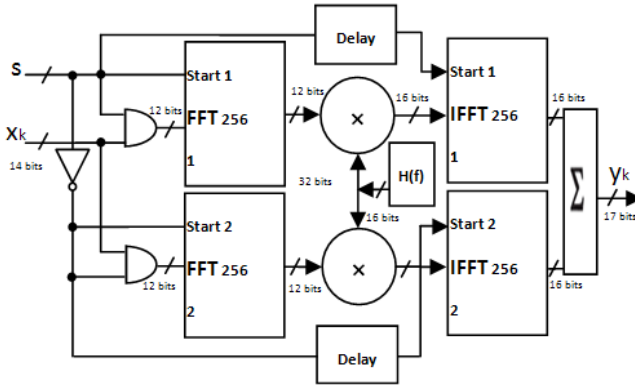 Delay
S
Start 1
12 bits
16 bits
Start 1
16 bits
12 bits
FFT 256
×
IFFT 256
Xk
1
1
14 bits
32 bits
H(f)
Σ
yk
16 bits
17 bits
Start 2
Start 2
FFT 256
×
IFFT 256
12 bits
12 bits
16 bits
2
2
Delay